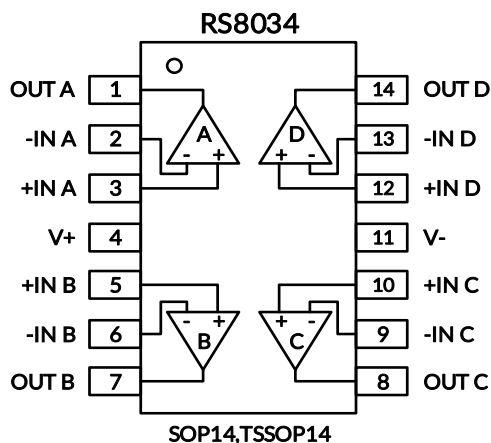 RS8034
OUT A 1 14 OUT D
-IN A 2 A D 13 -IN D
- + + -
+IN A 3 12 +IN D
V+ 4 11 V-
+IN B 5 10 +IN C
- + + -
-IN B 6 B C 9 -IN C
OUT B 7 8 OUT C
SOP14,TSSOP14